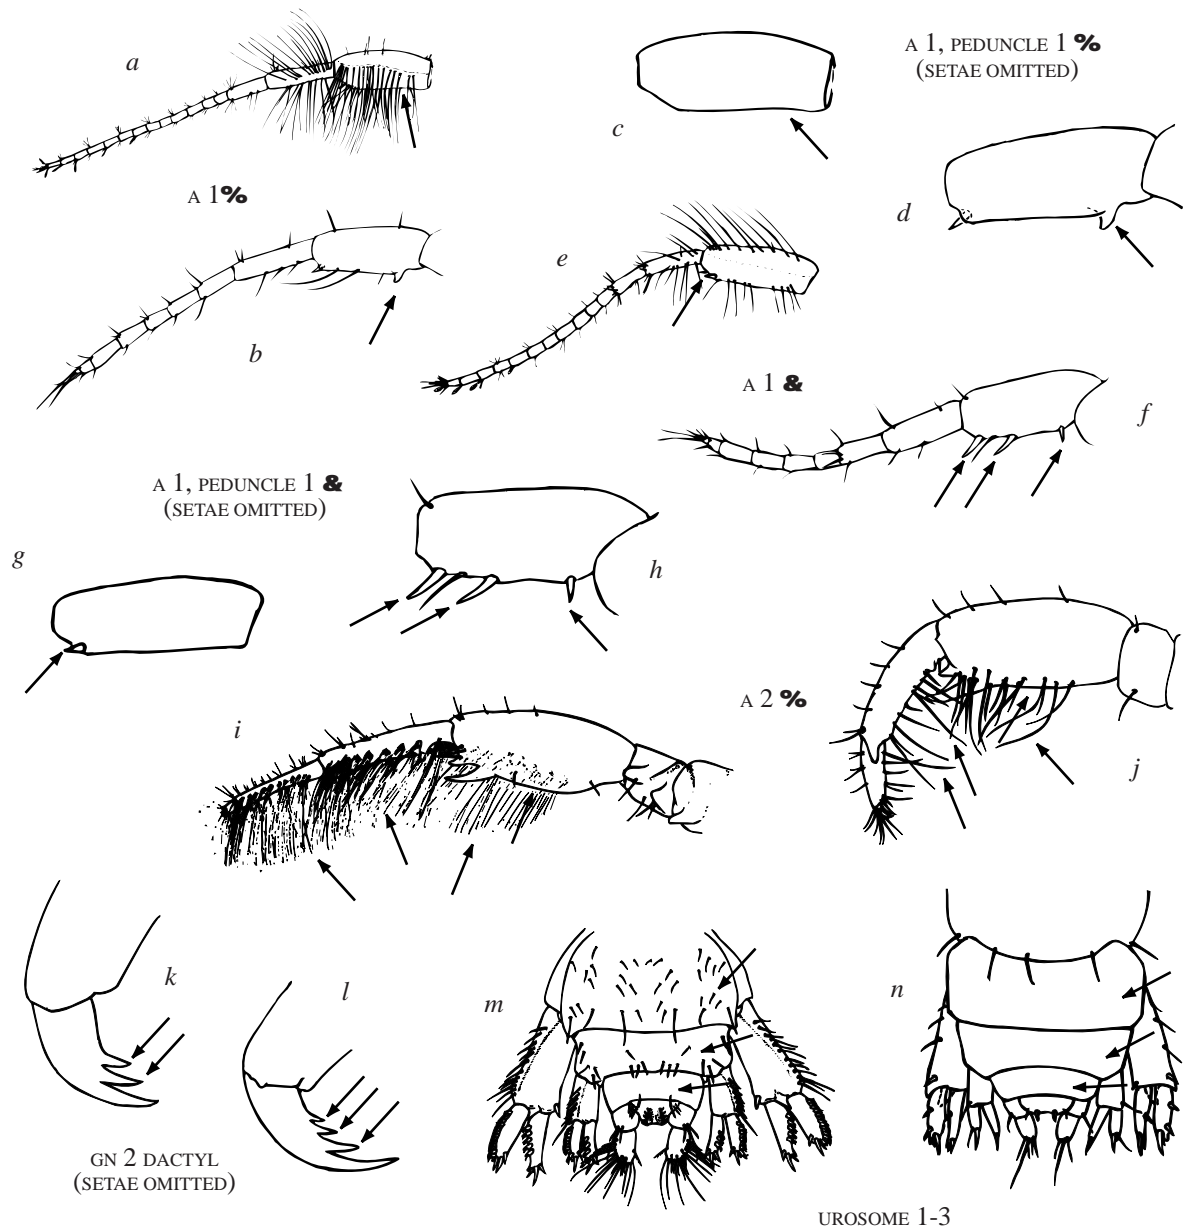 a
c
A 1, PEDUNCLE 1 %
(SETAE OMITTED)
d
A 1%
b
e
A 1 &
f
A 1, PEDUNCLE 1 &
(SETAE OMITTED)
g
h
i
A 2 %
j
k
l
m
n
GN 2 DACTYL
(SETAE OMITTED)
UROSOME 1-3